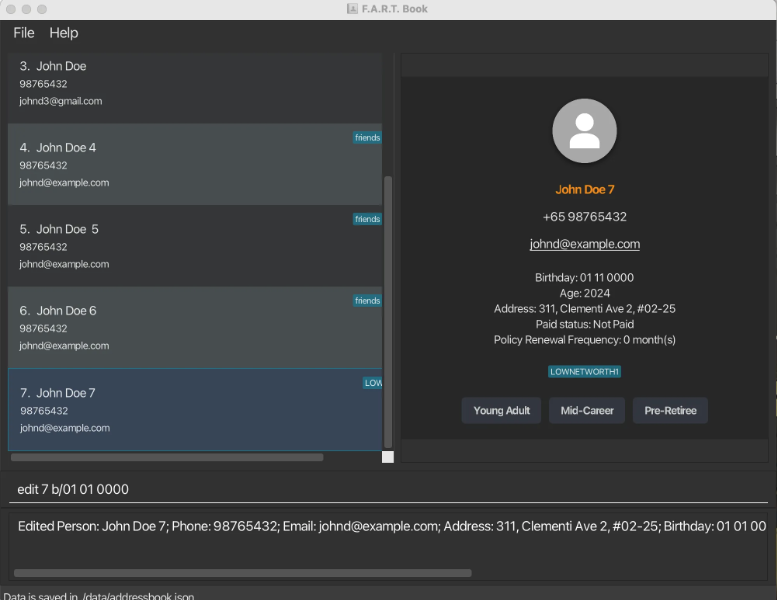 F.A.R.T. Book
File Help
3. John Doe
98765432
johnd3@gmail.com
friends
4. John Doe 4
98765432
johnd@example.com
friends
5. John Doe 5
98765432
johnd@example.com
friends
6. John Doe 6
98765432
johnd@example.com
LOW
7. John Doe 7
98765432
johnd@example.com
John Doe 7
+65 98765432
johnd@example.com
Birthday: 01 11 0000
Age: 2024
Address: 311, Clementi Ave 2, #02-25
Paid status: Not Paid
Policy Renewal Frequency: 0 month(s)
LOWNETWORTH1
Young Adult Mid-Career Pre-Retiree
edit 7 b/01 01 0000
Edited Person: John Doe 7; Phone: 98765432; Email: johnd@example.com; Address: 311, Clementi Ave 2, #02-25; Birthday: 01 01 00
Data is saved in ./data/addressbook.json